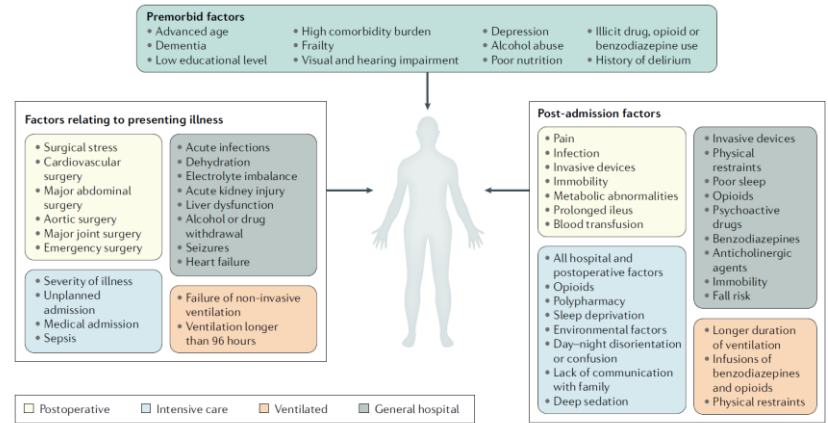 Premorbid factors
• Advanced age
• Dementia
• Low educational level
• High comorbidity burden
• Frailty
• Visual and hearing impairment
• Depression
• Alcohol abuse
• Poor nutrition
• Illicit drug, opioid or
benzodiazepine use
• History of delirium
Factors relating to presenting illness
• Surgical stress
• Cardiovascular
surgery
• Major abdominal
surgery
• Aortic surgery
• Major joint surgery
• Emergency surgery
• Acute infections
• Dehydration
• Electrolyte imbalance
• Acute kidney injury
• Liver dysfunction
• Alcohol or drug
withdrawal
• Seizures
• Heart failure
• Severity of illness
• Unplanned
admission
• Medical admission
• Sepsis
• Failure of non-invasive
ventilation
• Ventilation longer
than 96 hours
Post-admission factors
• Pain
• Infection
• Invasive devices
• Immobility
• Metabolic abnormalities
• Prolonged ileus
• Blood transfusion
• Invasive devices
• Physical
restraints
• Poor sleep
• Opioids
• Psychoactive
drugs
• Benzodiazepines
• Anticholinergic
agents
• Immobility
• Fall risk
• All hospital and
postoperative factors
• Opioids
• Polypharmacy
• Sleep deprivation
• Environmental factors
• Day–night disorientation
or confusion
• Lack of communication
with family
• Deep sedation
• Longer duration
of ventilation
• Infusions of
benzodiazepines
and opioids
• Physical restraints
Postoperative
Intensive care
Ventilated
General hospital